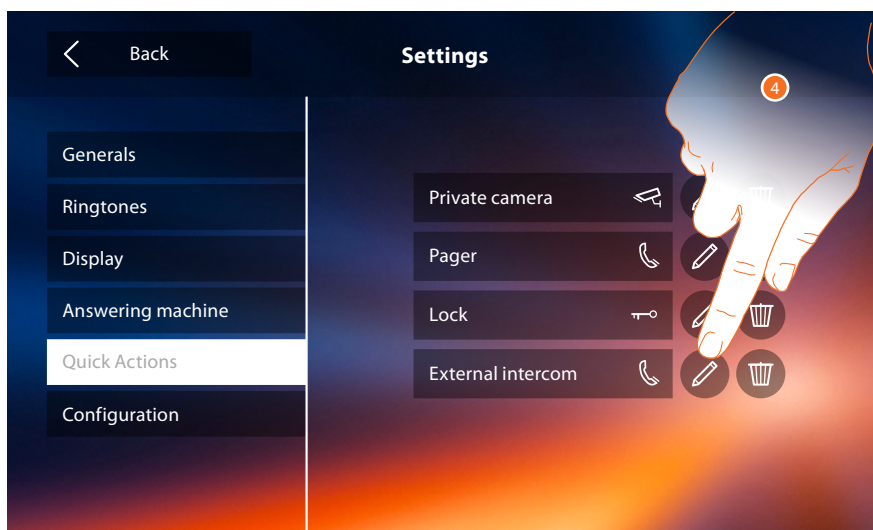 Back
Settings
4
Generals
Ringtones
Display
Answering machine
Quick Actions
Configuration
Private camera
Pager
Lock
External intercom